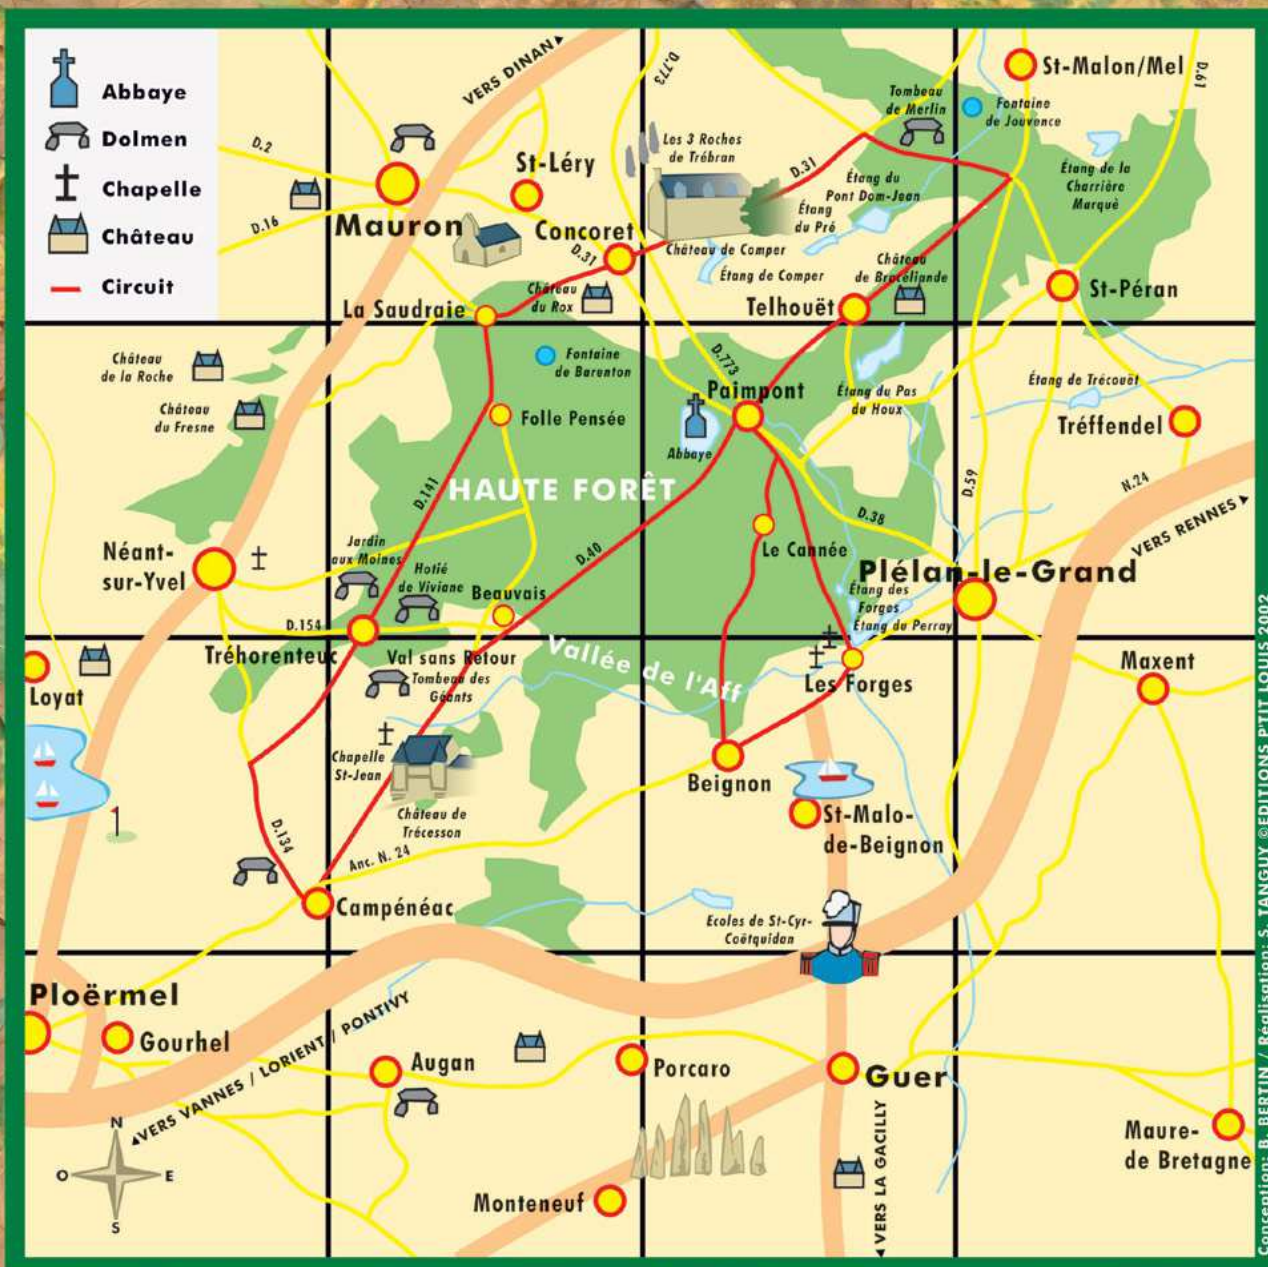 Abbaye
Dolmen
Chapelle
Château
Circuit
VERS DINAN
D.773
D.2
D.16
Mauron
St-Léry
Concoret
D.31
La Saudraie
Château
du Rox
Les 3 Roches
de Trébran
D.31
Château de Comper
Étang de Comper
Étang
du Pré
Étang du
Pont Dom-Jean
Tombeau
de Merlin
Fontaine
de Jouvence
St-Malon/Mel
D.61
Étang de la
Charrière
Marquè
Château
de Brocéliande
Telhouët
St-Péran
Château
de la Roche
Château
du Fresne
Fontaine
de Barenton
Folle Pensée
D.773
Paimpont
Abbaye
Étang du Pas
du Houx
Étang de Trécouët
Tréffendel
HAUTE FORÊT
D.141
D.40
D.38
D.59
N.24
VERS RENNES
Néant-
sur-Yvel
Jardin
aux Moines
Hotié
de Viviane
Beauvais
Le Cannée
Plélan-le-Grand
Étang des
Forges
Étang du Perray
D.154
Tréhorenteuc
Val sans Retour
Tombeau des
Géants
Vallée de l'Aff
Les Forges
Maxent
Loyat
Chapelle
St-Jean
Château de
Trécesson
Beignon
St-Malo-
de-Beignon
D.134
Anc. N. 24
Campénéac
Ecoles de St-Cyr-
Coëtquidan
Ploërmel
Gourhel
VERS VANNES / LORIENT / PONTIVY
Augan
Porcaro
Guer
Monteneuf
VERS LA GACILLY
Maure-
de Bretagne
N
O
E
S
Conception: B. BERTIN / Réalisation: S. TANGUY ©EDITIONS P'TIT LOUIS 2002